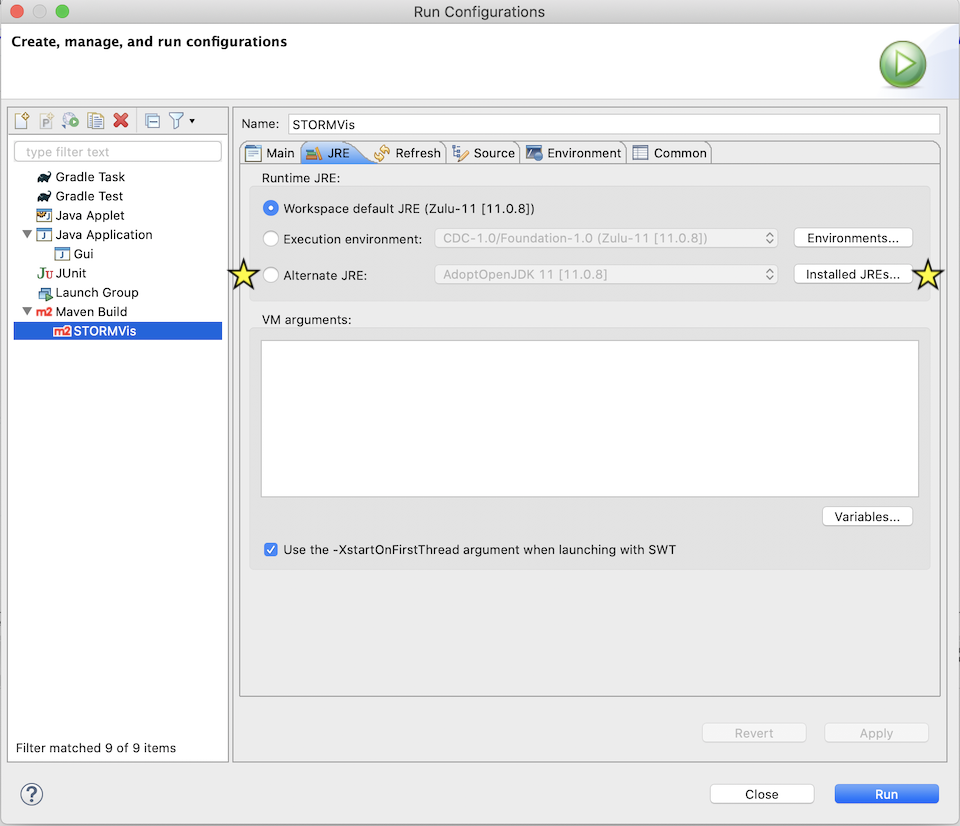 Run Configurations
Create, manage, and run configurations
type filter text
Gradle Task
Gradle Test
Java Applet
Java Application
Gui
JUnit
Launch Group
m2 Maven Build
m2 STORMVis
Filter matched 9 of 9 items
Name: STORMVis
Main JRE Refresh Source Environment Common
Runtime JRE:
Workspace default JRE (Zulu-11 [11.0.8])
Execution environment: CDC-1.0/Foundation-1.0 (Zulu-11 [11.0.8]) Environments...
Alternate JRE: AdoptOpenJDK 11 [11.0.8] Installed JREs...
VM arguments:
Variables...
Use the -XstartOnFirstThread argument when launching with SWT
Revert Apply
? Close Run